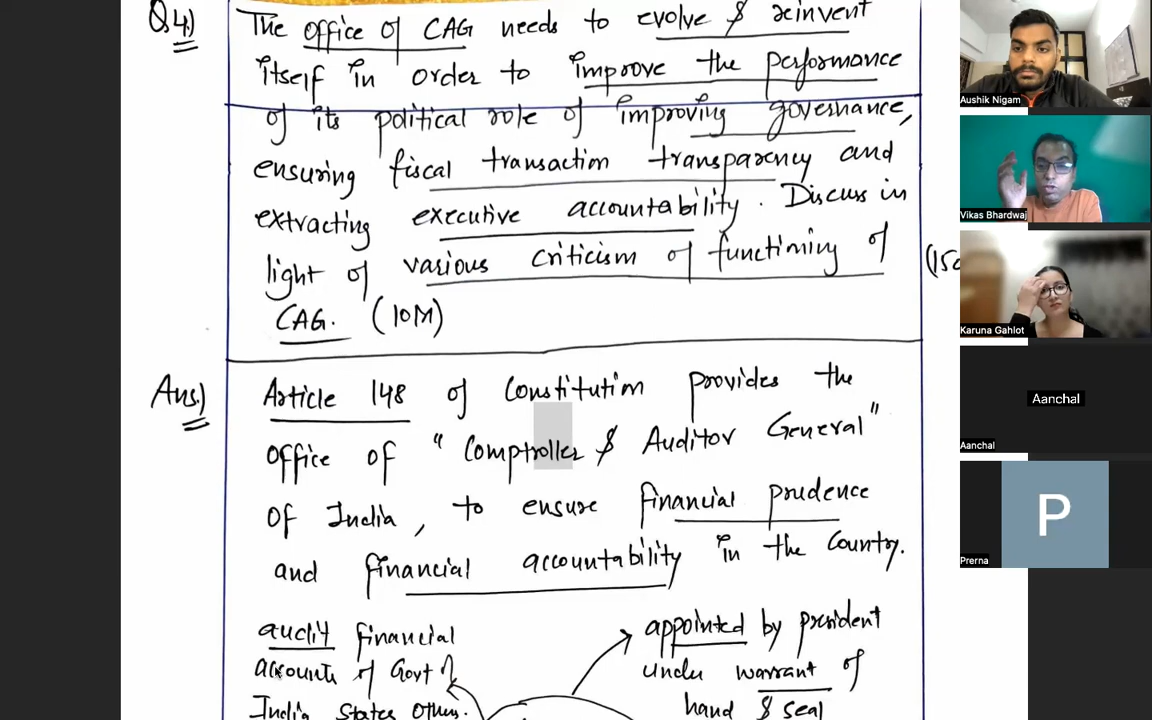 Q4) The office of CAG needs to evolve & reinvent
itself in order to improve the performance
of its political role of improving governance,
ensuring fiscal transaction transparency and
extracting executive accountability. Discuss in
light of various criticism of functining of
CAG. (10M)
(150
Ans.) Article 148 of Constitution provides the
office of "Comptroller & Auditor General"
of India, to ensure financial prudence
and financial accountability in the country.
audit financial
accounts of Govt of
India States others.
appointed by president
under warrant of
hand & seal
Aushik Nigam
Vikas Bhardwaj
Karuna Gahlot
Aanchal
Aanchal
P
Prerna